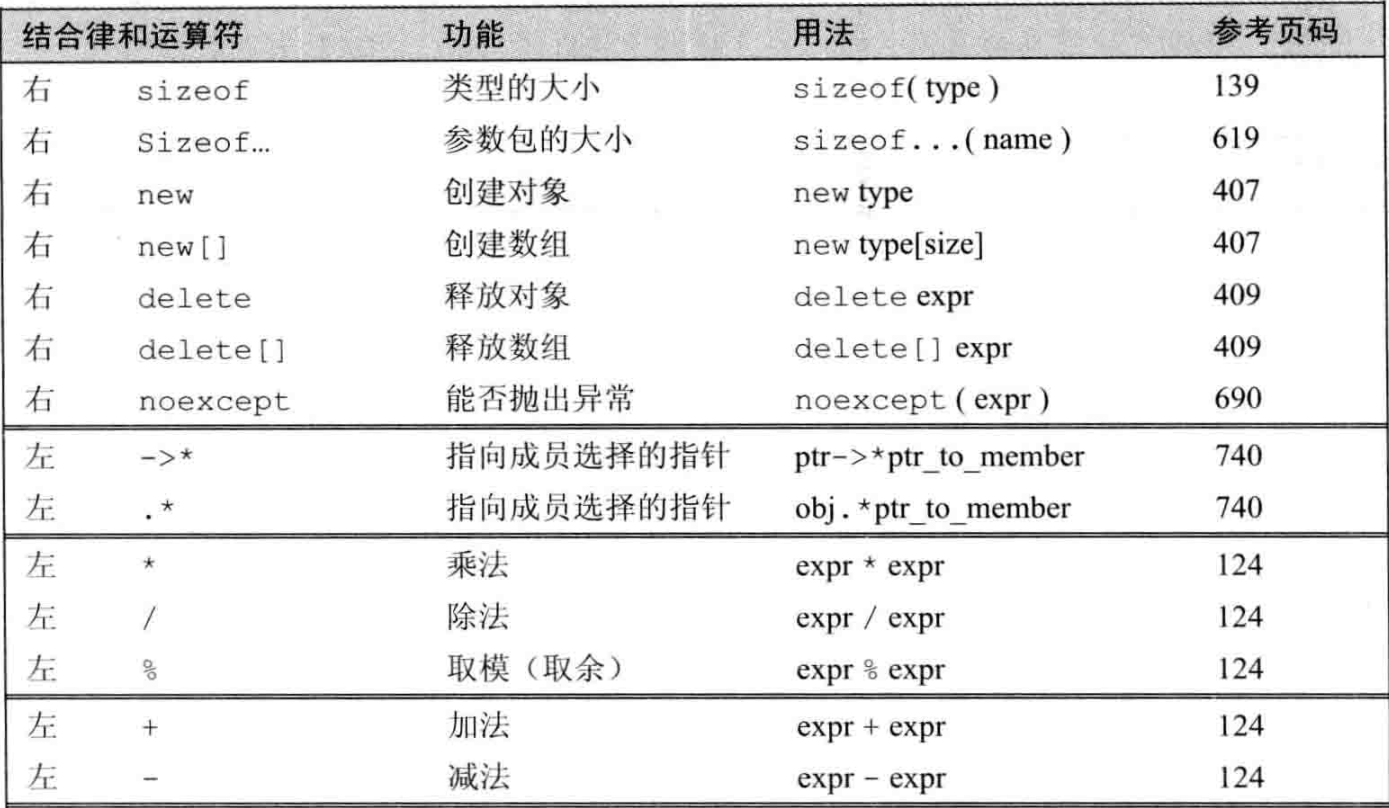 结合律和运算符 功能 用法 参考页码
右 sizeof 类型的大小 sizeof( type ) 139
右 Sizeof… 参数包的大小 sizeof...( name ) 619
右 new 创建对象 new type 407
右 new[] 创建数组 new type[size] 407
右 delete 释放对象 delete expr 409
右 delete[] 释放数组 delete[] expr 409
右 noexcept 能否抛出异常 noexcept ( expr ) 690
左 ->* 指向成员选择的指针 ptr->*ptr_to_member 740
左 .* 指向成员选择的指针 obj.*ptr_to_member 740
左 * 乘法 expr * expr 124
左 / 除法 expr / expr 124
左 % 取模（取余） expr % expr 124
左 + 加法 expr + expr 124
左 - 减法 expr - expr 124